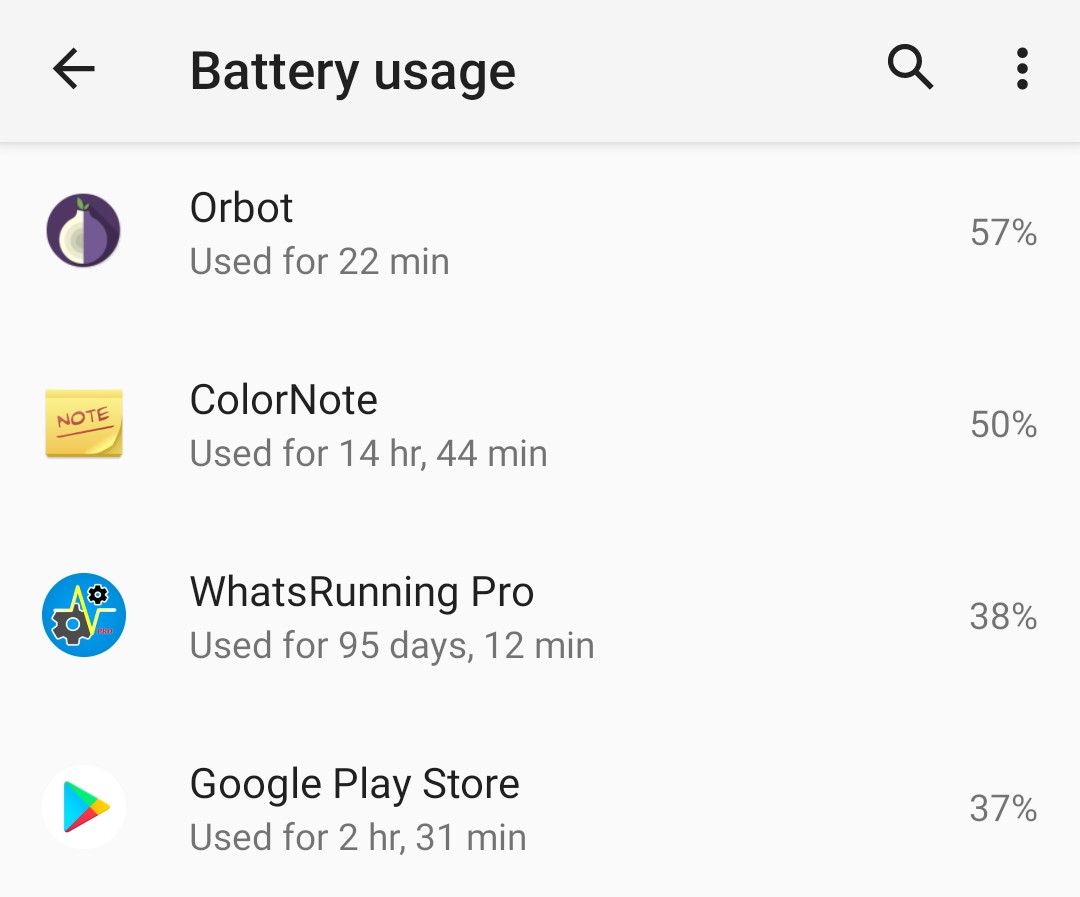 Battery usage
Orbot
57%
Used for 22 min
NOTE
ColorNote
50%
Used for 14 hr, 44 min
PRO
WhatsRunning Pro
38%
Used for 95 days, 12 min
Google Play Store
37%
Used for 2 hr, 31 min